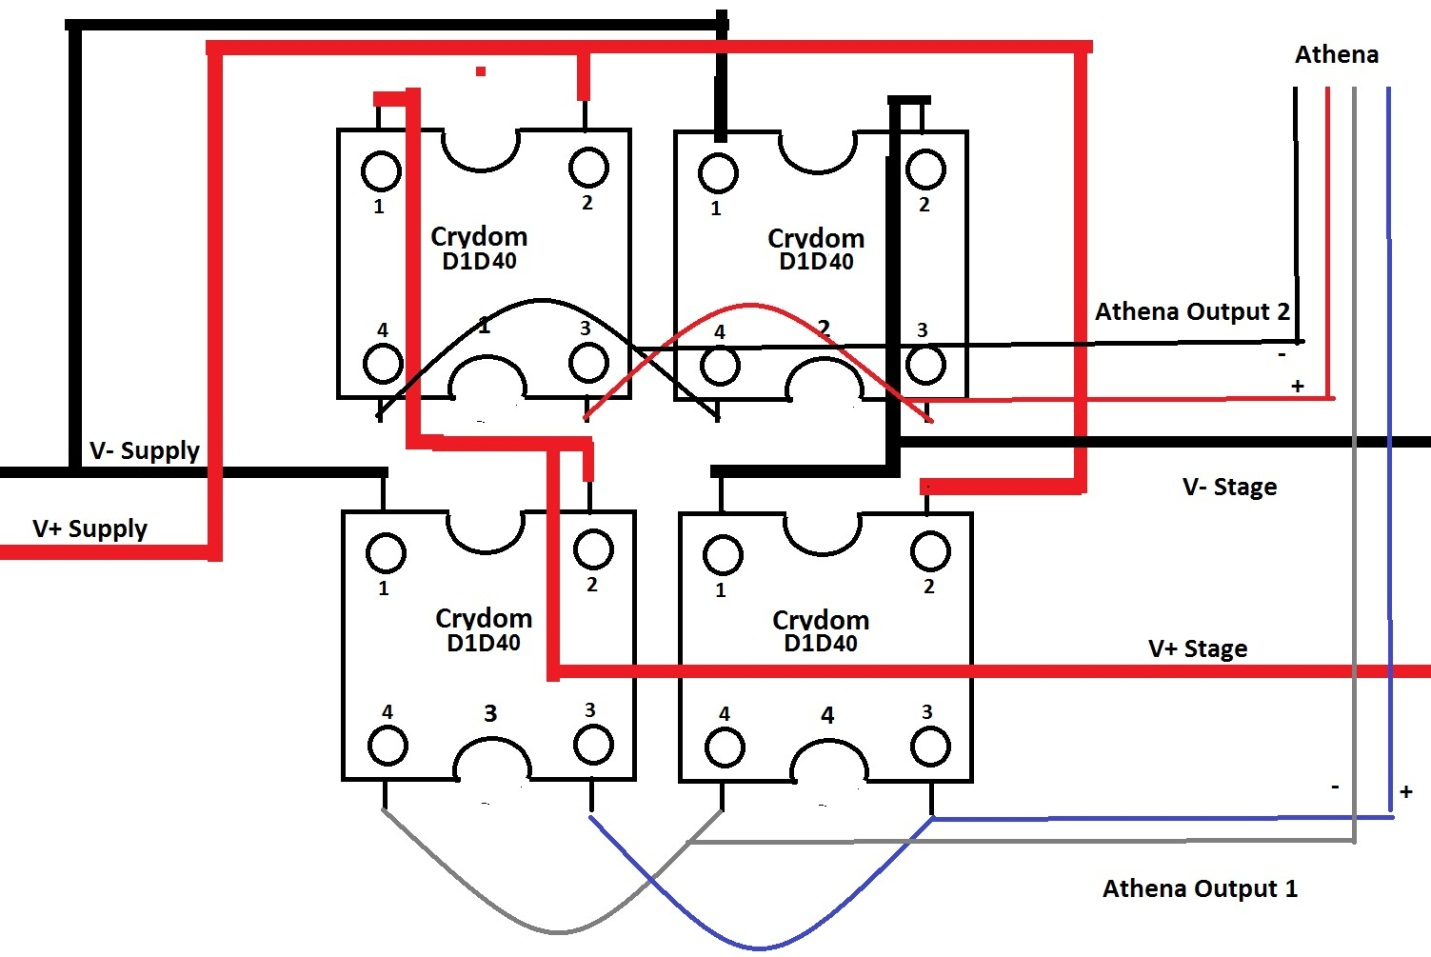 Athena
1
2
1
2
Crydom
D1D40
Crydom
D1D40
Athena Output 2
4
1
3
4
2
3
-
+
V- Supply
V- Stage
V+ Supply
1
2
1
2
Crydom
D1D40
Crydom
D1D40
V+ Stage
4
3
3
4
4
3
-
+
Athena Output 1